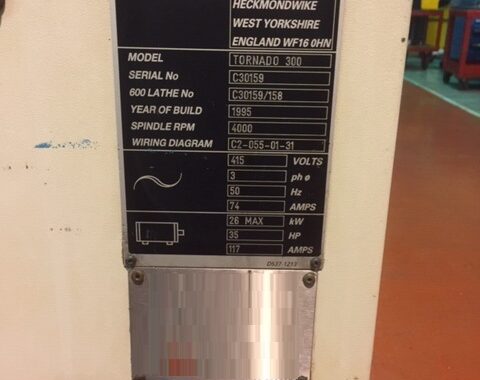 HECKMONDWIKE
WEST YORKSHIRE
ENGLAND WF16 0HN
MODEL TORNADO 300
SERIAL No C30159
600 LATHE No C30159/158
YEAR OF BUILD 1995
SPINDLE RPM 4000
WIRING DIAGRAM C2-055-01-31
415 VOLTS
3 ph ø
50 Hz
74 AMPS
26 MAX kW
35 HP
117 AMPS
D537-1213